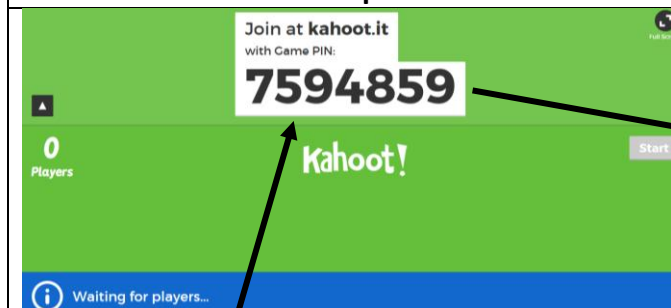 Join at kahoot.it
with Game PIN:
7594859
0
Players
Kahoot!
Start
Waiting for players...